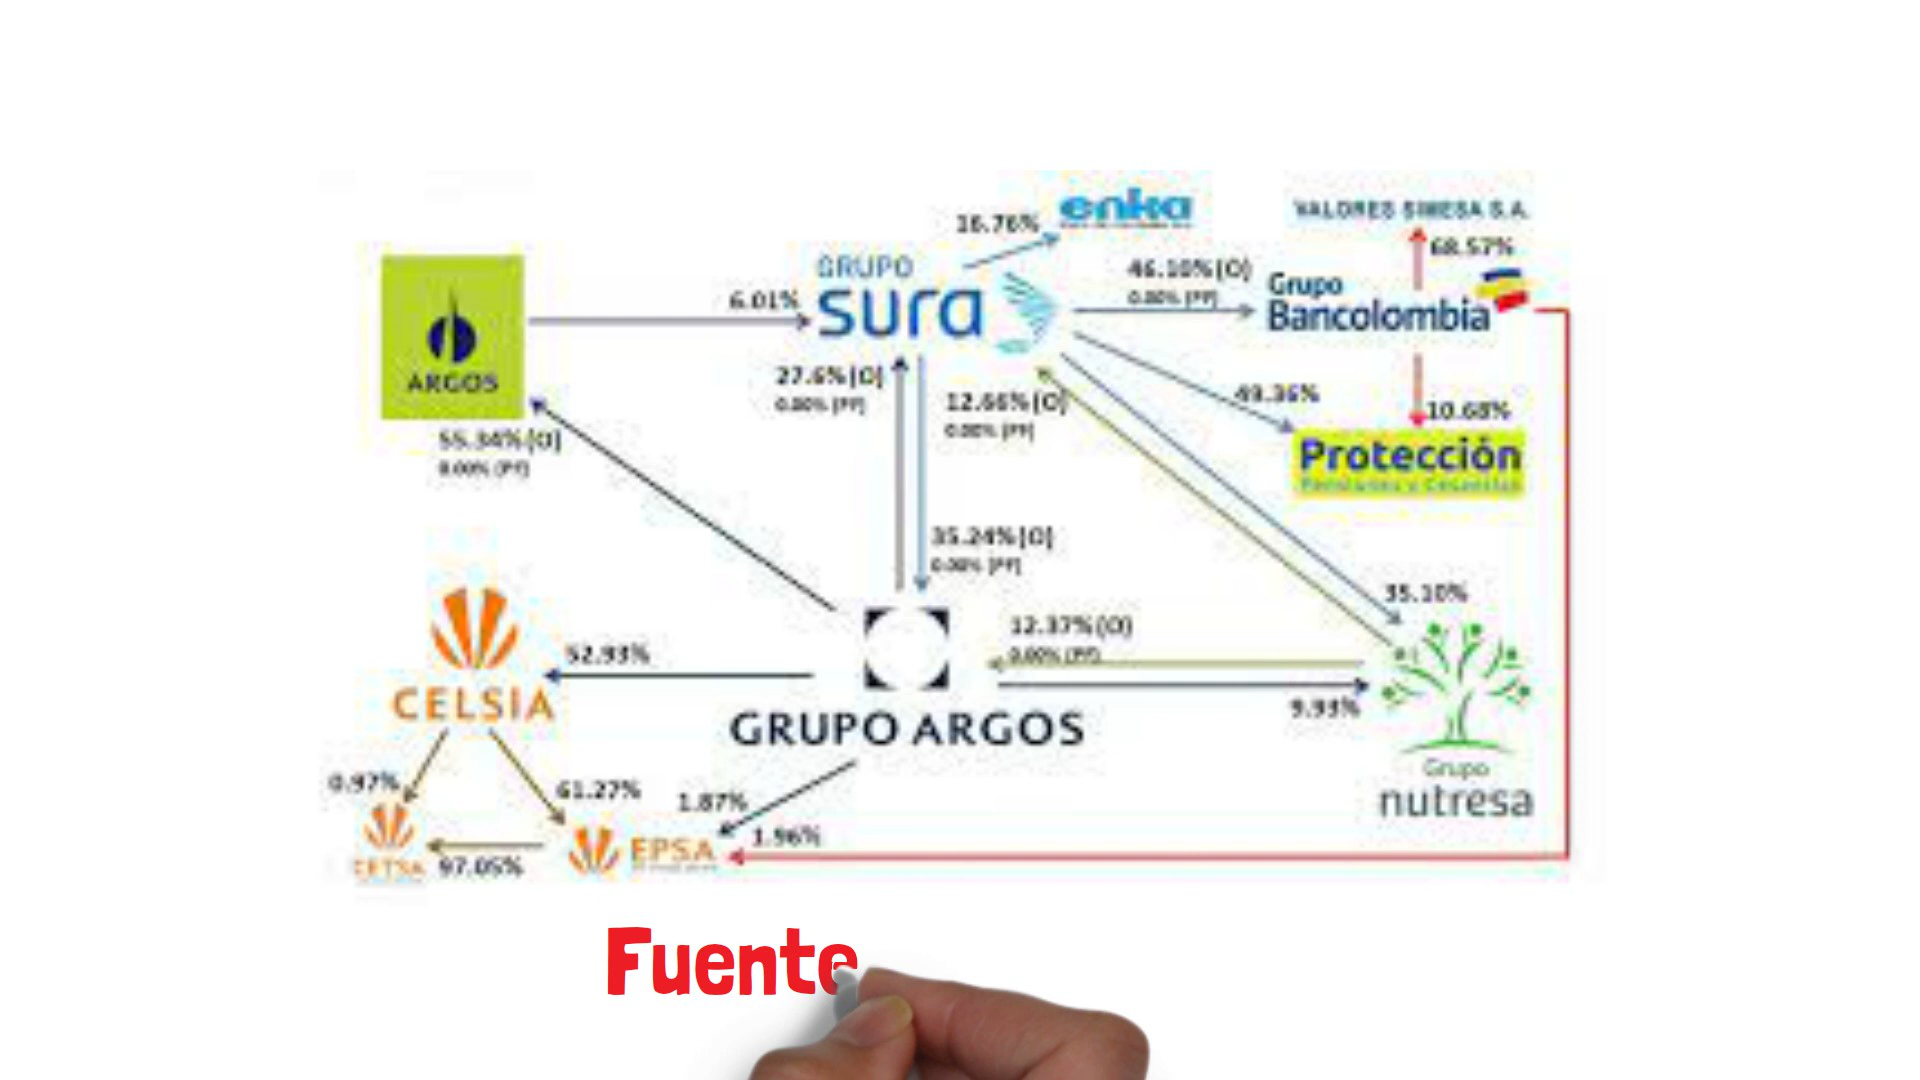 enka
VALORES SIMESA S.A.
16.76%
68.57%
GRUPO
sura
46.10%(O)
0.00% (PF)
Grupo
Bancolombia
6.01%
ARGOS
27.6%(O)
0.00% (PF)
12.66%(O)
0.00% (PF)
49.36%
10.68%
55.34%(O)
0.00% (PF)
Protección
Pensiones y Cesantías
35.24%(O)
0.00% (PF)
35.10%
12.37%(O)
0.00% (PF)
52.93%
CELSIA
9.93%
GRUPO ARGOS
Grupo
nutresa
0.97%
61.27%
1.87%
1.96%
CETSA
97.05%
EPSA
Fuente